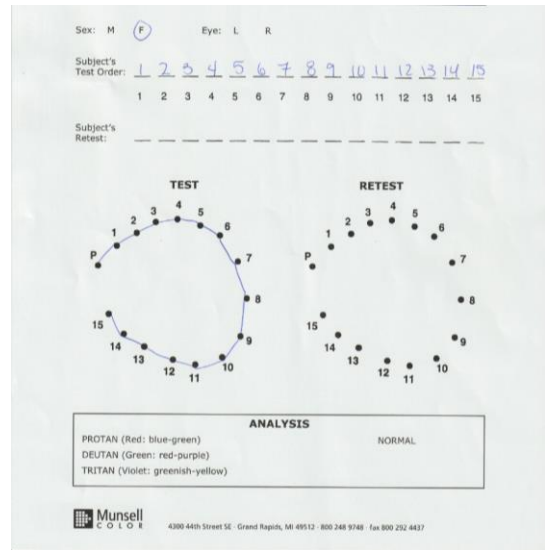 Sex: M F Eye: L R
Subject's
Test Order: 1 2 3 4 5 6 7 8 9 10 11 12 13 14 15
1 2 3 4 5 6 7 8 9 10 11 12 13 14 15
Subject's
Retest:
TEST RETEST
P 1 2 3 4 5 6 7 8 9 10 11 12 13 14 15
P 1 2 3 4 5 6 7 8 9 10 11 12 13 14 15
ANALYSIS
PROTAN (Red: blue-green) NORMAL
DEUTAN (Green: red-purple)
TRITAN (Violet: greenish-yellow)
Munsell
COLOR
4300 44th Street SE · Grand Rapids, MI 49512 · 800 248 9748 · fax 800 292 4437